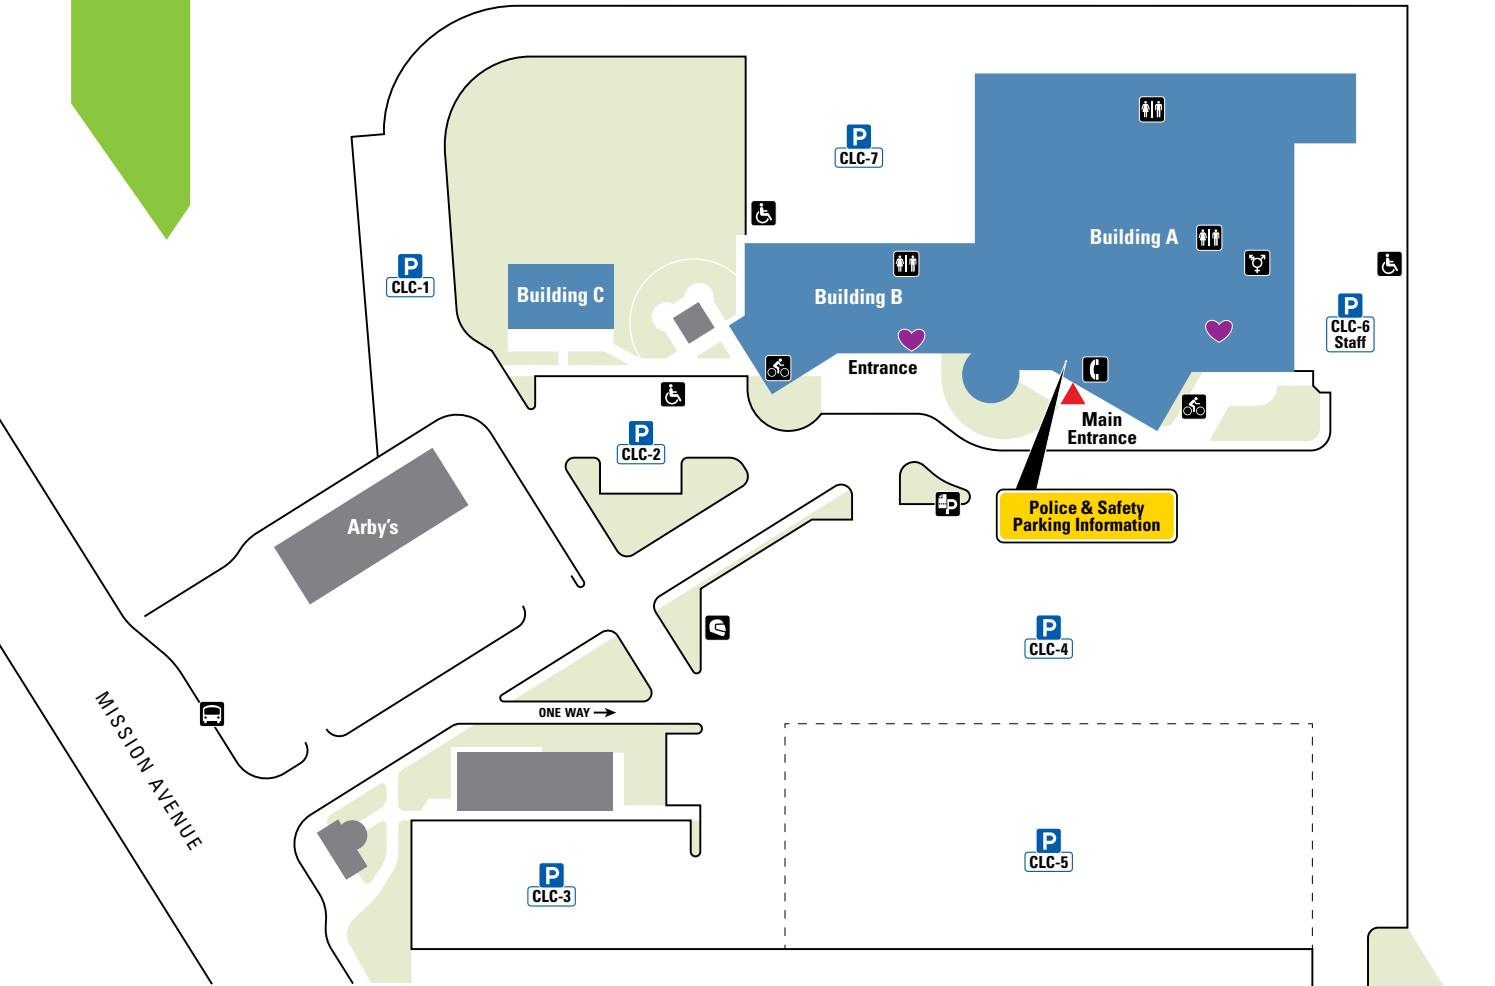 P
CLC-7
Building A
P
CLC-1
Building C
Building B
P
CLC-6
Staff
Entrance
Main
Entrance
P
CLC-2
Arby's
P
Police & Safety
Parking Information
P
CLC-4
MISSION AVENUE
ONE WAY
P
CLC-3
P
CLC-5